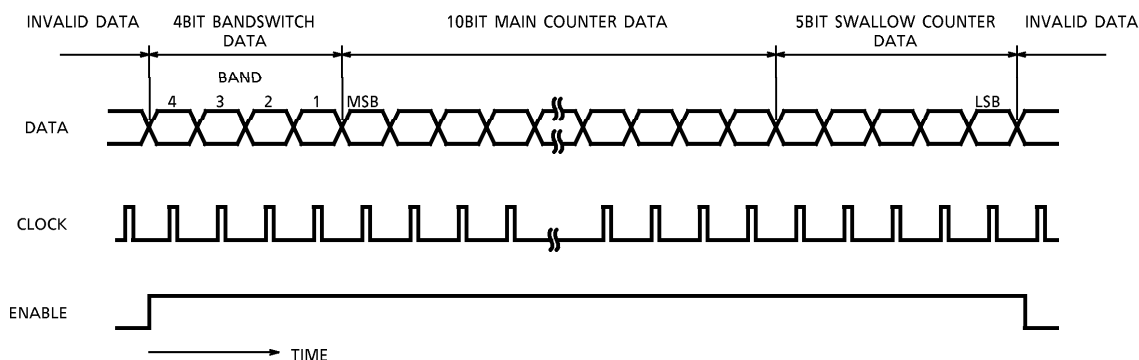 INVALID DATA
4BIT BANDSWITCH
DATA
10BIT MAIN COUNTER DATA
5BIT SWALLOW COUNTER
DATA
INVALID DATA
BAND
4 3 2 1 MSB LSB
DATA
CLOCK
ENABLE
TIME